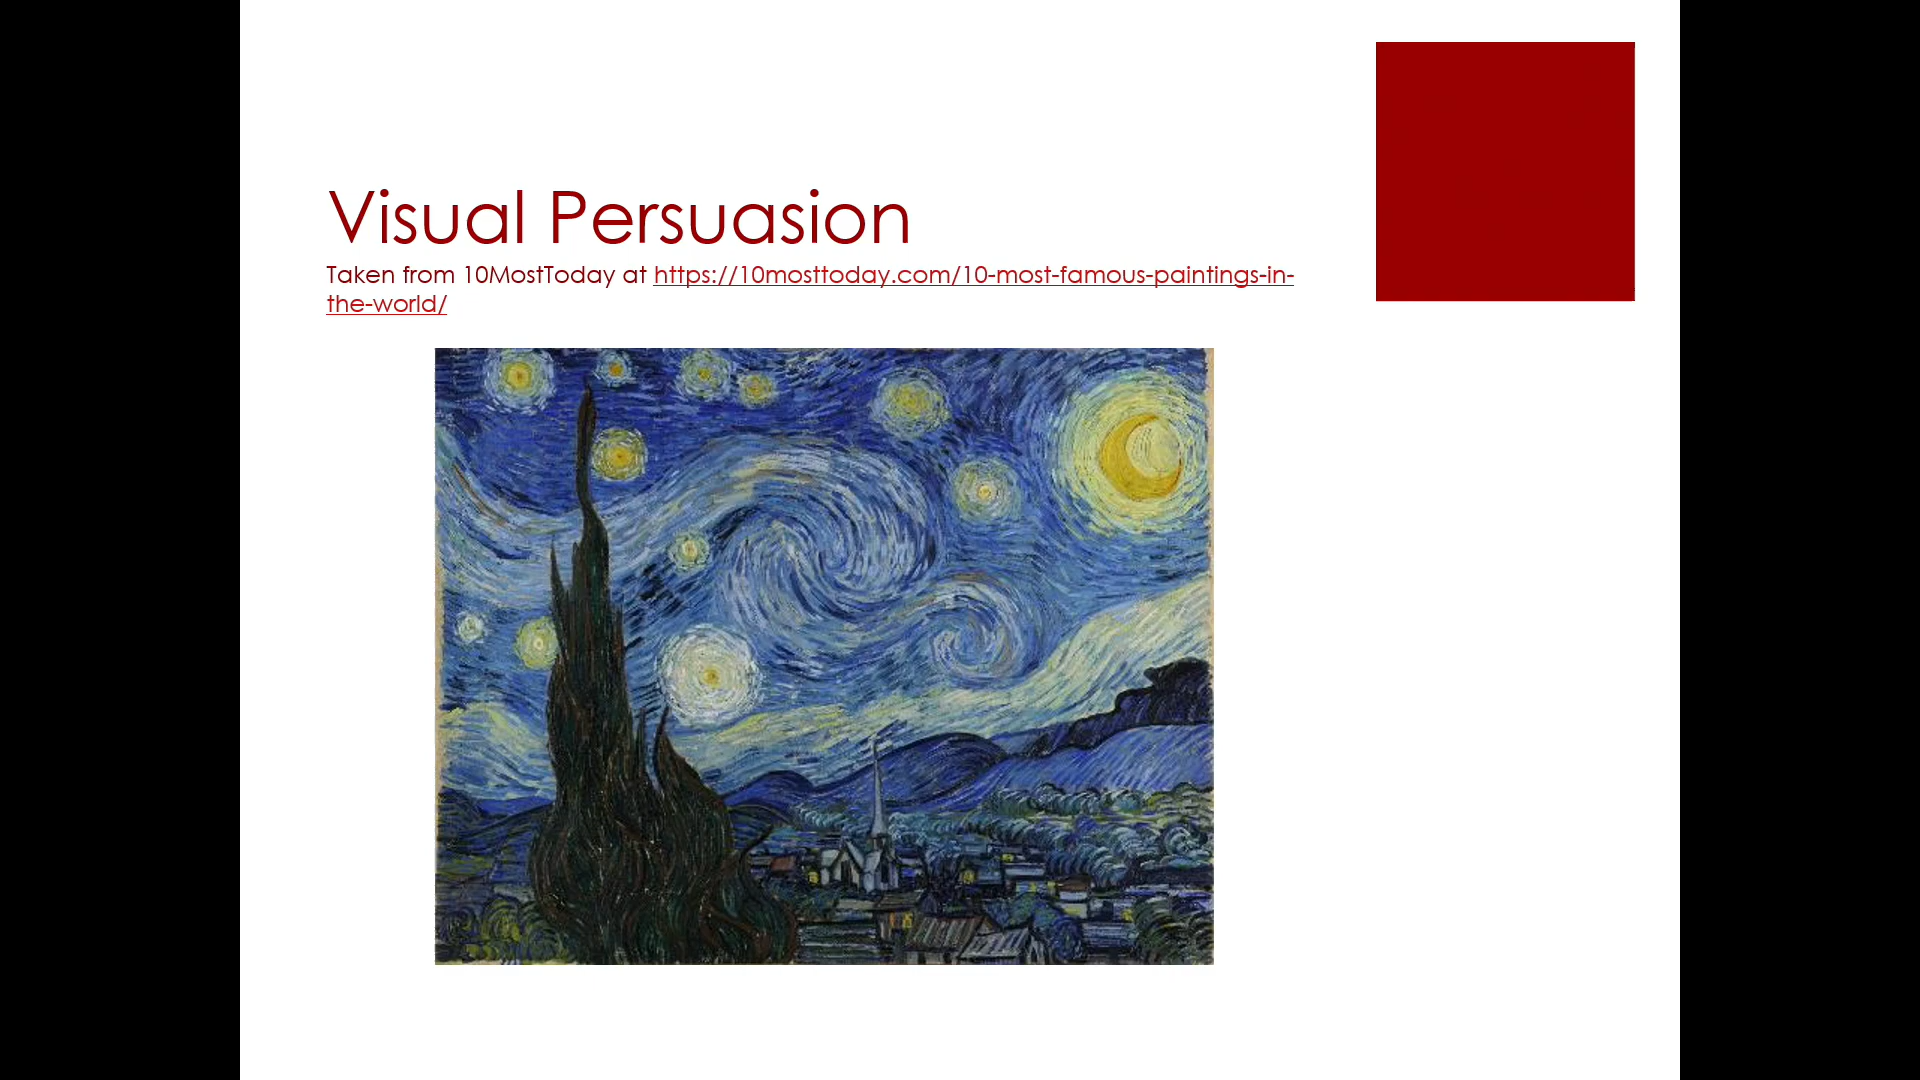 Visual Persuasion
Taken from 10MostToday at https://10mosttoday.com/10-most-famous-paintings-in-
the-world/